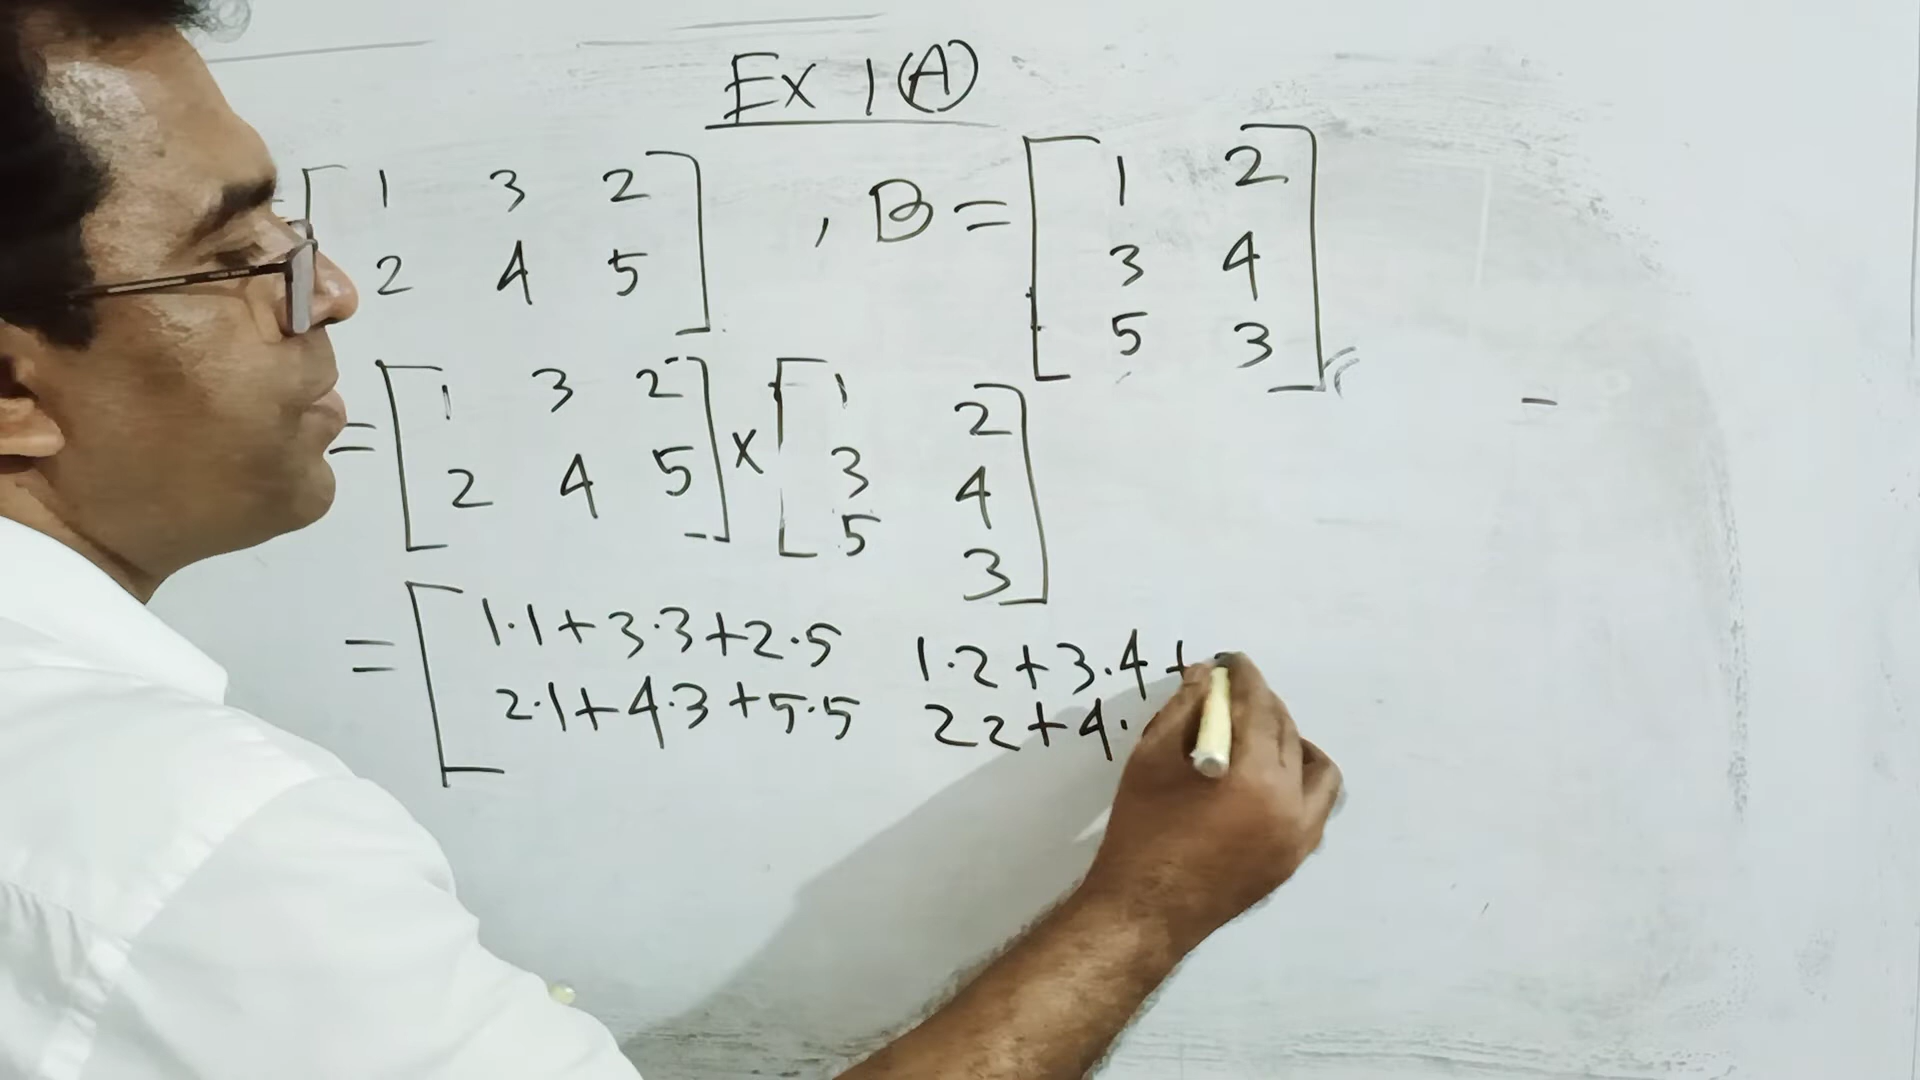 Ex 1(A)
1 3 2 , B = 1 2
2 4 5 3 4
5 3
= 1 3 2 × 1 2
2 4 5 3 4
5 3
= 1·1+3·3+2·5 1·2+3·4+
2·1+4·3+5·5 22+4·